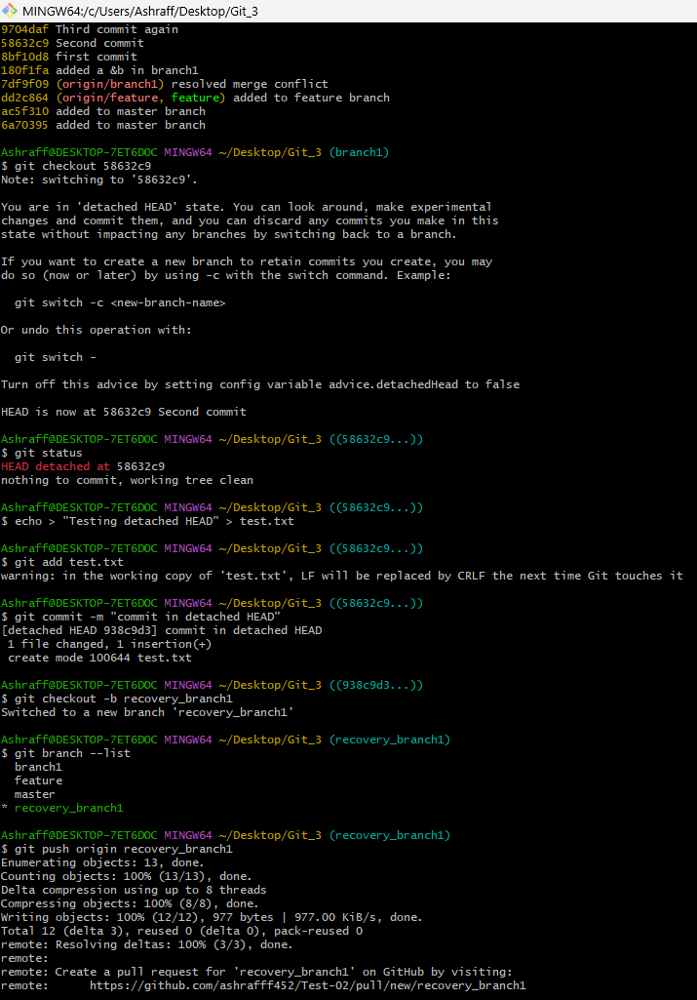 MINGW64:/c/Users/Ashraff/Desktop/Git_3
9704daf Third commit again
58632c9 Second commit
8bf10d8 first commit
180f1fa added a &b in branch1
7df9f09 (origin/branch1) resolved merge conflict
dd2c864 (origin/feature, feature) added to feature branch
ac5f310 added to master branch
6a70395 added to master branch
Ashraff@DESKTOP-7ET6DOC MINGW64 ~/Desktop/Git_3 (branch1)
$ git checkout 58632c9
Note: switching to '58632c9'.
You are in 'detached HEAD' state. You can look around, make experimental
changes and commit them, and you can discard any commits you make in this
state without impacting any branches by switching back to a branch.
If you want to create a new branch to retain commits you create, you may
do so (now or later) by using -c with the switch command. Example:
git switch -c <new-branch-name>
Or undo this operation with:
git switch -
Turn off this advice by setting config variable advice.detachedHead to false
HEAD is now at 58632c9 Second commit
Ashraff@DESKTOP-7ET6DOC MINGW64 ~/Desktop/Git_3 ((58632c9...))
$ git status
HEAD detached at 58632c9
nothing to commit, working tree clean
Ashraff@DESKTOP-7ET6DOC MINGW64 ~/Desktop/Git_3 ((58632c9...))
$ echo > "Testing detached HEAD" > test.txt
Ashraff@DESKTOP-7ET6DOC MINGW64 ~/Desktop/Git_3 ((58632c9...))
$ git add test.txt
warning: in the working copy of 'test.txt', LF will be replaced by CRLF the next time Git touches it
Ashraff@DESKTOP-7ET6DOC MINGW64 ~/Desktop/Git_3 ((58632c9...))
$ git commit -m "commit in detached HEAD"
[detached HEAD 938c9d3] commit in detached HEAD
1 file changed, 1 insertion(+)
create mode 100644 test.txt
Ashraff@DESKTOP-7ET6DOC MINGW64 ~/Desktop/Git_3 ((938c9d3...))
$ git checkout -b recovery_branch1
Switched to a new branch 'recovery_branch1'
Ashraff@DESKTOP-7ET6DOC MINGW64 ~/Desktop/Git_3 (recovery_branch1)
$ git branch --list
branch1
feature
master
* recovery_branch1
Ashraff@DESKTOP-7ET6DOC MINGW64 ~/Desktop/Git_3 (recovery_branch1)
$ git push origin recovery_branch1
Enumerating objects: 13, done.
Counting objects: 100% (13/13), done.
Delta compression using up to 8 threads
Compressing objects: 100% (8/8), done.
Writing objects: 100% (12/12), 977 bytes | 977.00 KiB/s, done.
Total 12 (delta 3), reused 0 (delta 0), pack-reused 0
remote: Resolving deltas: 100% (3/3), done.
remote:
remote: Create a pull request for 'recovery_branch1' on GitHub by visiting:
remote: https://github.com/ashrafff452/Test-02/pull/new/recovery_branch1